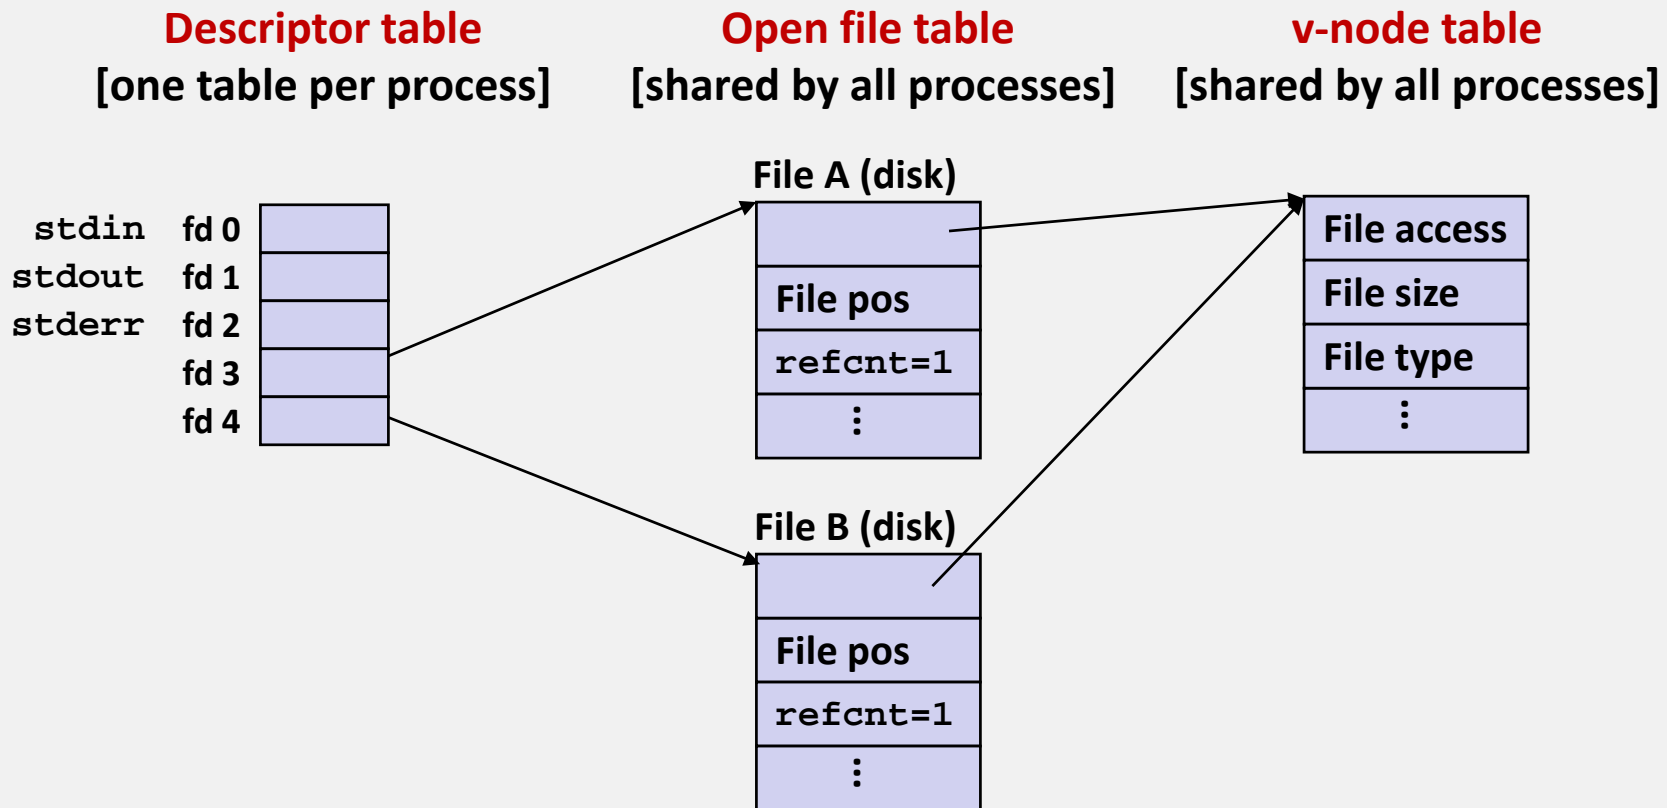 Descriptor table
[one table per process]
Open file table
[shared by all processes]
v-node table
[shared by all processes]
stdin fd 0
stdout fd 1
stderr fd 2
fd 3
fd 4
File A (disk)
File pos
refcnt=1
⋮
File B (disk)
File pos
refcnt=1
⋮
File access
File size
File type
⋮